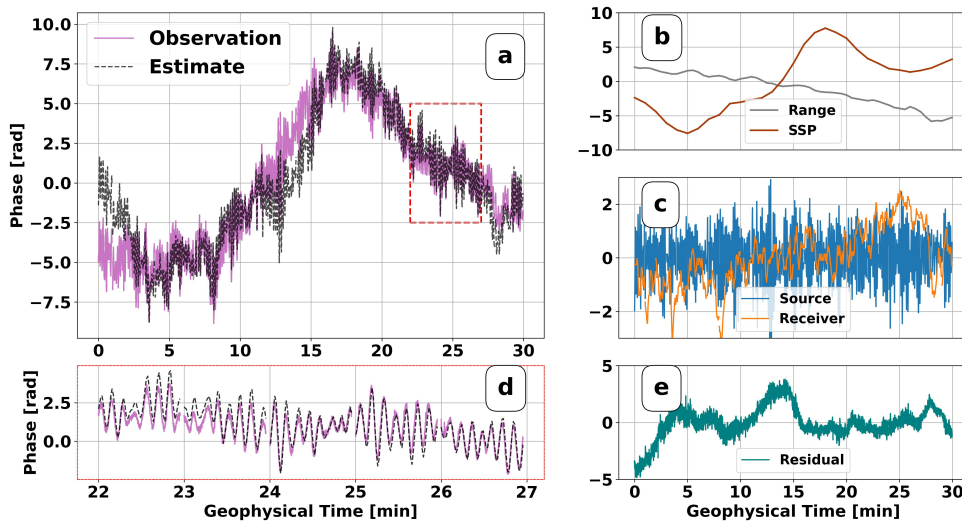 10.0
7.5
5.0
2.5
0.0
−2.5
−5.0
−7.5
Phase [rad]
Observation
Estimate
a
0
5
10
15
20
25
30
10
5
0
−5
−10
b
Range
SSP
2
0
−2
c
Source
Receiver
2.5
0.0
Phase [rad]
d
22
23
24
25
26
27
Geophysical Time [min]
5
0
−5
e
Residual
0
5
10
15
20
25
30
Geophysical Time [min]